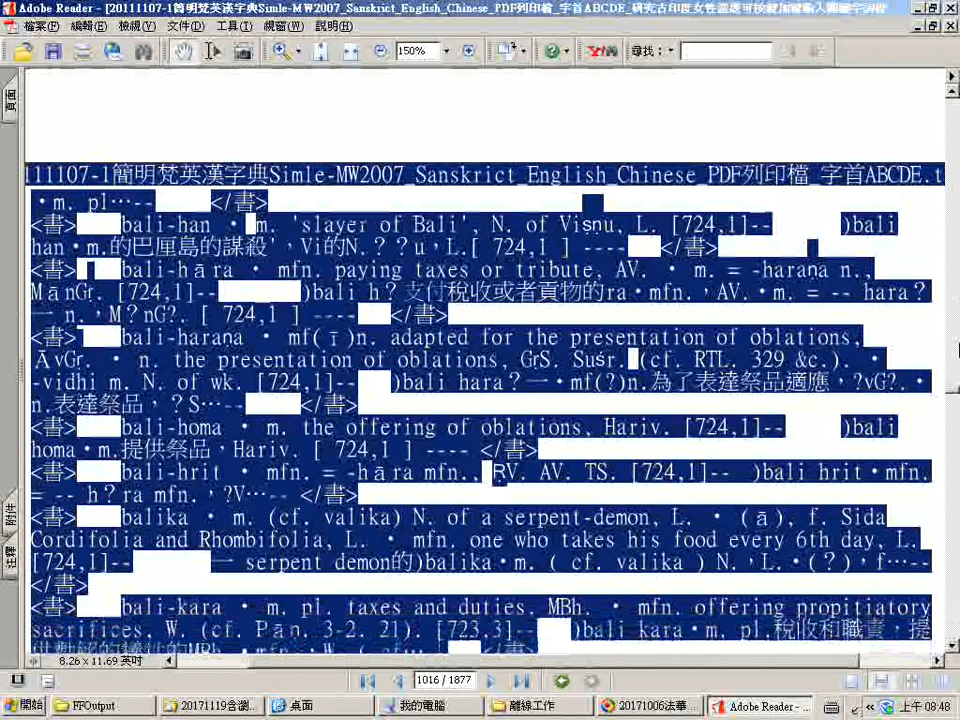 Adobe Reader - [20111107-1簡明梵英漢字典Simle-MW2007_Sanskrict_English_Chinese_PDF列印檔_字首ABCDE_研究古印度女性
檔案(F) 編輯(E) 檢視(V) 文件(D) 工具(T) 視窗(W) 說明(H)
150% 尋找:
頁面
111107-1簡明梵英漢字典Simle-MW2007_Sanskrict_English_Chinese_PDF列印檔_字首ABCDE.t
·m. pl…-- </書>
<書> bali-han · m. 'slayer of Bali', N. of Viṣṇu, L. [724,1]-- )bali
han·m.的巴厘島的謀殺', Vi的N.??u,L.[ 724,1 ] ---- </書>
<書> bali-hāra · mfn. paying taxes or tribute, AV. · m. = -haraṇa n.,
MānGṛ. [724,1]-- )bali h?支付稅收或者貢物的ra·mfn.,AV.·m. = -- hara?
一 n.,M?nG?. [ 724,1 ] ---- </書>
<書> bali-haraṇa · mf(ī)n. adapted for the presentation of oblations,
ĀvGṛ. · n. the presentation of oblations, GṛS. Suśr. (cf. RTL. 329 &c.). ·
-vidhi m. N. of wk. [724,1]-- )bali hara?一·mf(?)n.為了表達祭品適應,?vG?.·
n.表達祭品,?S…-- </書>
<書> bali-homa · m. the offering of oblations, Hariv. [724,1]-- )bali
homa·m.提供祭品,Hariv. [ 724,1 ] ---- </書>
<書> bali-hrit · mfn. = -hāra mfn., RV. AV. TS. [724,1]-- )bali hrit·mfn.
= -- h?ra mfn.,?V…-- </書>
<書> balika · m. (cf. valika) N. of a serpent-demon, L. · (ā), f. Sida
Cordifolia and Rhombifolia, L. · mfn. one who takes his food every 6th day, L.
[724,1]-- 一 serpent demon的)balika·m. ( cf. valika ) N.,L.·(?),f…--
</書>
<書> bali-kara · m. pl. taxes and duties. MBh. · mfn. offering propitiatory
sacrifices, W. (cf. Pāṇ. 3-2. 21). [723,3]-- )bali kara·m. pl.稅收和職責,提
附件
注釋
8.26 x 11.69 英吋
1016 / 1877
開始 FFOutput 20171119含瀏... 桌面 我的電腦 離線工作 20171006法華... Adobe Reader - ... 上午 08:48